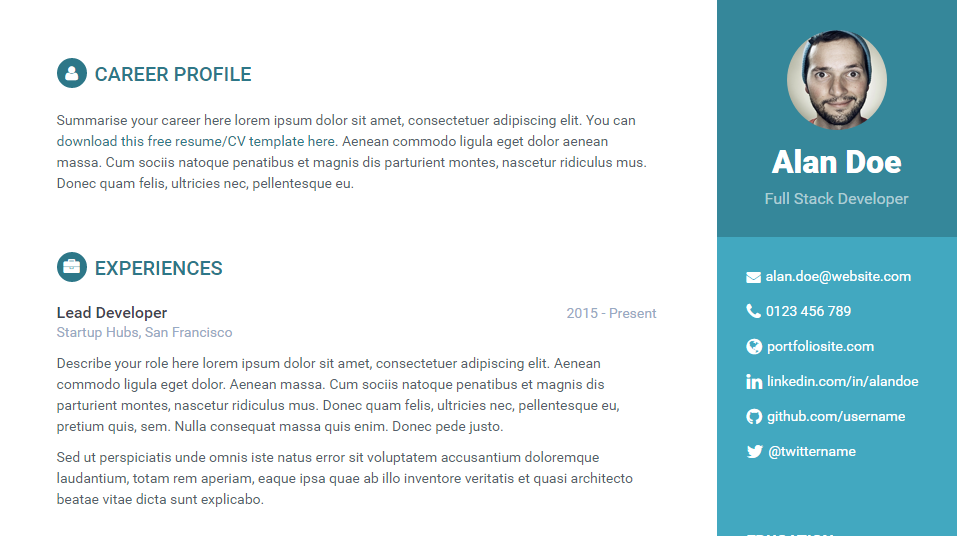 CAREER PROFILE
Summarise your career here lorem ipsum dolor sit amet, consectetuer adipiscing elit. You can
download this free resume/CV template here. Aenean commodo ligula eget dolor aenean
massa. Cum sociis natoque penatibus et magnis dis parturient montes, nascetur ridiculus mus.
Donec quam felis, ultricies nec, pellentesque eu.
EXPERIENCES
Lead Developer 2015 - Present
Startup Hubs, San Francisco
Describe your role here lorem ipsum dolor sit amet, consectetuer adipiscing elit. Aenean
commodo ligula eget dolor. Aenean massa. Cum sociis natoque penatibus et magnis dis
parturient montes, nascetur ridiculus mus. Donec quam felis, ultricies nec, pellentesque eu,
pretium quis, sem. Nulla consequat massa quis enim. Donec pede justo.
Sed ut perspiciatis unde omnis iste natus error sit voluptatem accusantium doloremque
laudantium, totam rem aperiam, eaque ipsa quae ab illo inventore veritatis et quasi architecto
beatae vitae dicta sunt explicabo.
Alan Doe
Full Stack Developer
alan.doe@website.com
0123 456 789
portfoliosite.com
linkedin.com/in/alandoe
github.com/username
@twittername